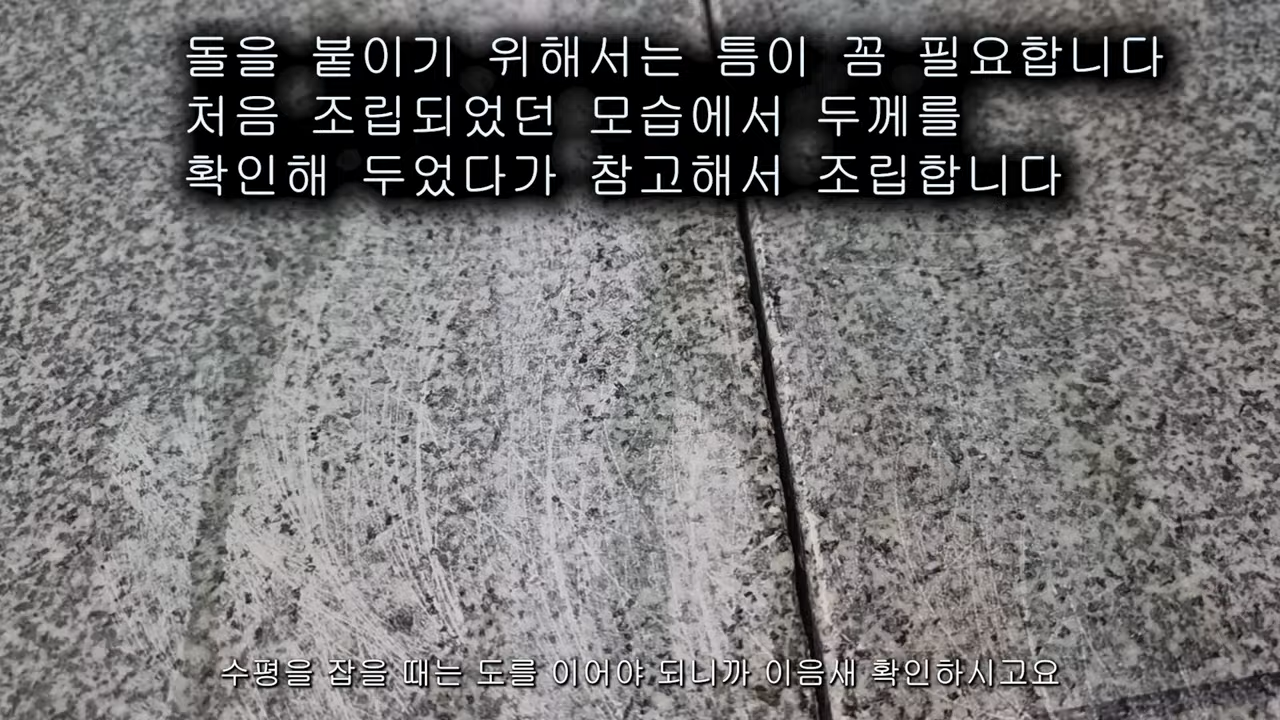 돌을 붙이기 위해서는 틈이 꼼 필요합니다
처음 조립되었던 모습에서 두께를
확인해 두었다가 참고해서 조립합니다
수평을 잡을 때는 도를 이어야 되니까 이음새 확인하시고요